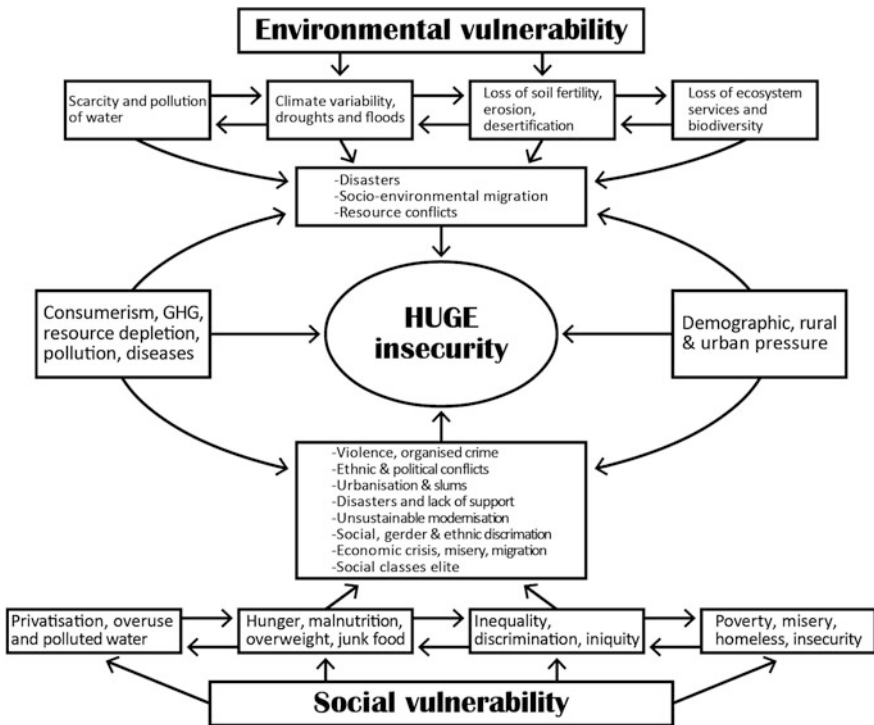 Environmental vulnerability
Scarcity and pollution
of water
Climate variability,
droughts and floods
Loss of soil fertility,
erosion,
desertification
Loss of ecosystem
services and
biodiversity
-Disasters
-Socio-environmental migration
-Resource conflicts
Consumerism, GHG,
resource depletion,
pollution, diseases
HUGE
insecurity
Demographic, rural
& urban pressure
-Violence, organised crime
-Ethnic & political conflicts
-Urbanisation & slums
-Disasters and lack of support
-Unsustainable modernisation
-Social, gerder & ethnic discrimation
-Economic crisis, misery, migration
-Social classes elite
Privatisation, overuse
and polluted water
Hunger, malnutrition,
overweight, junk food
Inequality,
discrimination, iniquity
Poverty, misery,
homeless, insecurity
Social vulnerability